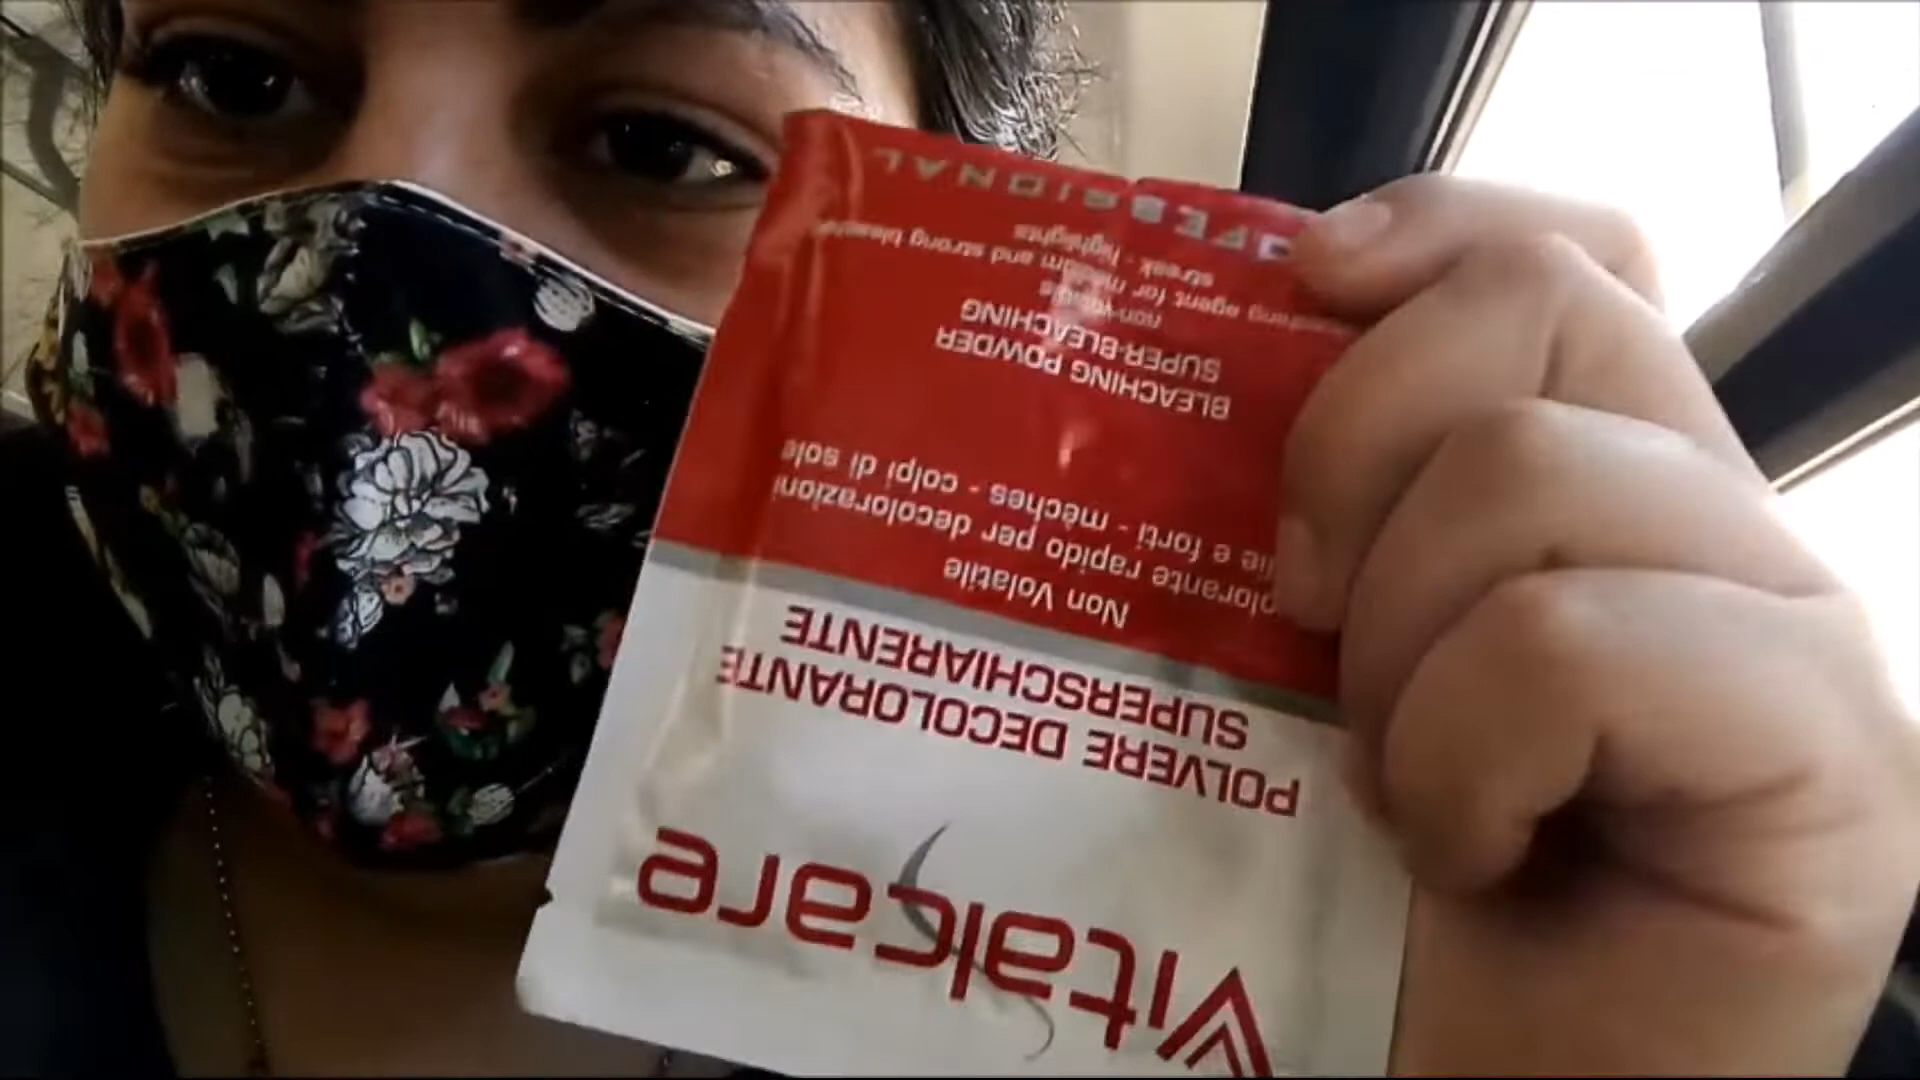 Vitalcare
POLVERE DECOLORANTE
SUPERSCHIARENTE
Non Volatile
rapido per decolorazioni
e forti - mèches - colpi di sole
BLEACHING POWDER
SUPER-BLEACHING
agent for medium and strong
streak - highlights